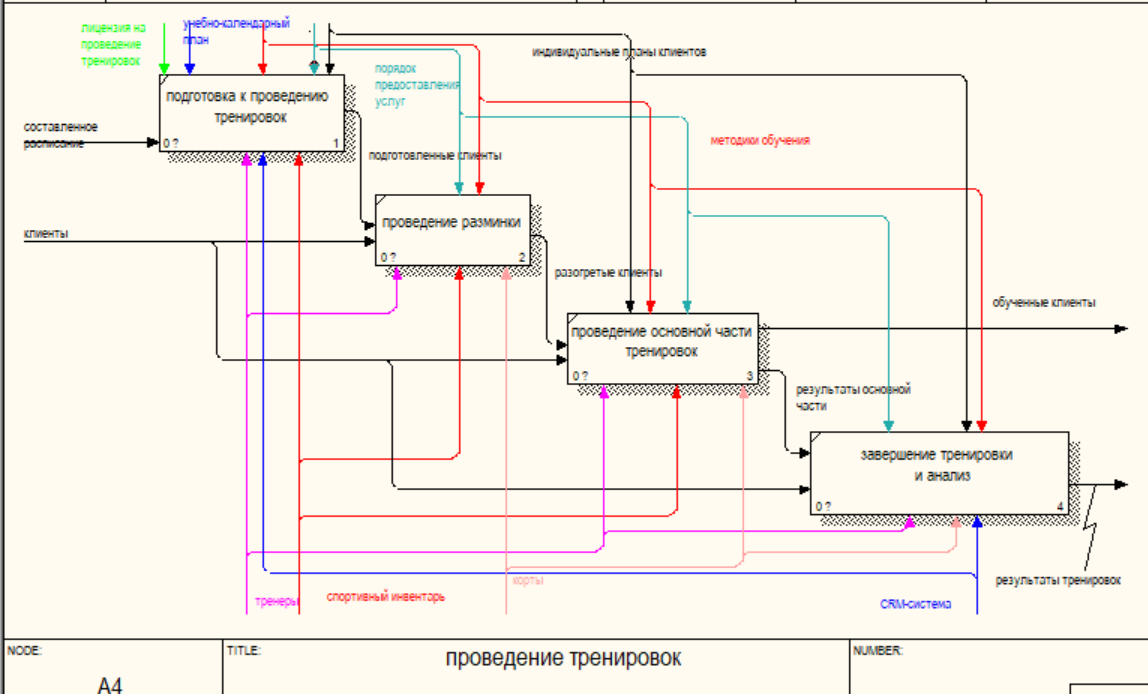 лицензия на
проведение
тренировок
учебно-календарный
план
индивидуальные планы клиентов
порядок
предоставления
услуг
подготовка к проведению
тренировок
0 ?
1
составленное
расписание
методики обучения
подготовленные клиенты
проведение разминки
0 ?
2
клиенты
разогретые клиенты
обученные клиенты
проведение основной части
тренировок
0 ?
3
результаты основной
части
завершение тренировки
и анализ
0 ?
4
результаты тренировок
корты
тренеры
спортивный инвентарь
CRM-система
NODE:
TITLE:
NUMBER:
проведение тренировок
A4